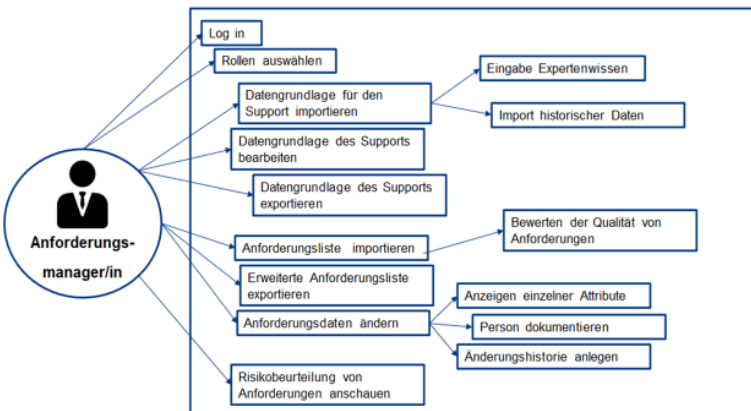 Log in
Rollen auswählen
Datengrundlage für den
Support importieren
Eingabe Expertenwissen
Import historischer Daten
Datengrundlage des Supports
bearbeiten
Datengrundlage des Supports
exportieren
Anforderungs-
manager/in
Anforderungsliste importieren
Bewerten der Qualität von
Anforderungen
Erweiterte Anforderungsliste
exportieren
Anforderungsdaten ändern
Anzeigen einzelner Attribute
Person dokumentieren
Änderungshistorie anlegen
Risikobeurteilung von
Anforderungen anschauen